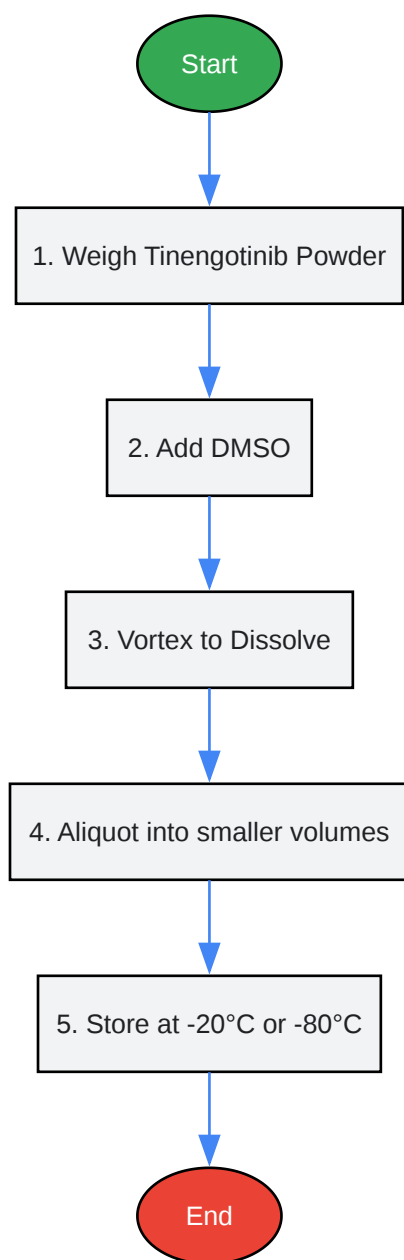 Start
1. Weigh Tinengotinib Powder
2. Add DMSO
3. Vortex to Dissolve
4. Aliquot into smaller volumes
5. Store at -20°C or -80°C
End